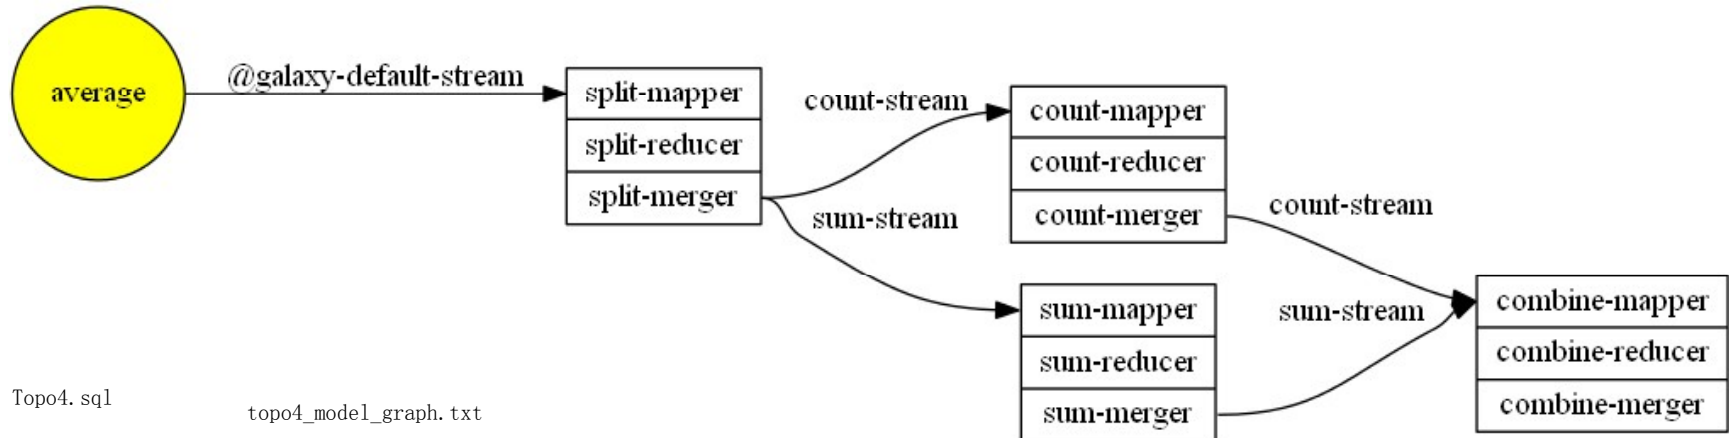 average
@galaxy-default-stream
split-mapper
split-reducer
split-merger
count-stream
sum-stream
count-mapper
count-reducer
count-merger
sum-mapper
sum-reducer
sum-merger
count-stream
sum-stream
combine-mapper
combine-reducer
combine-merger
Topo4.sql
topo4_model_graph.txt